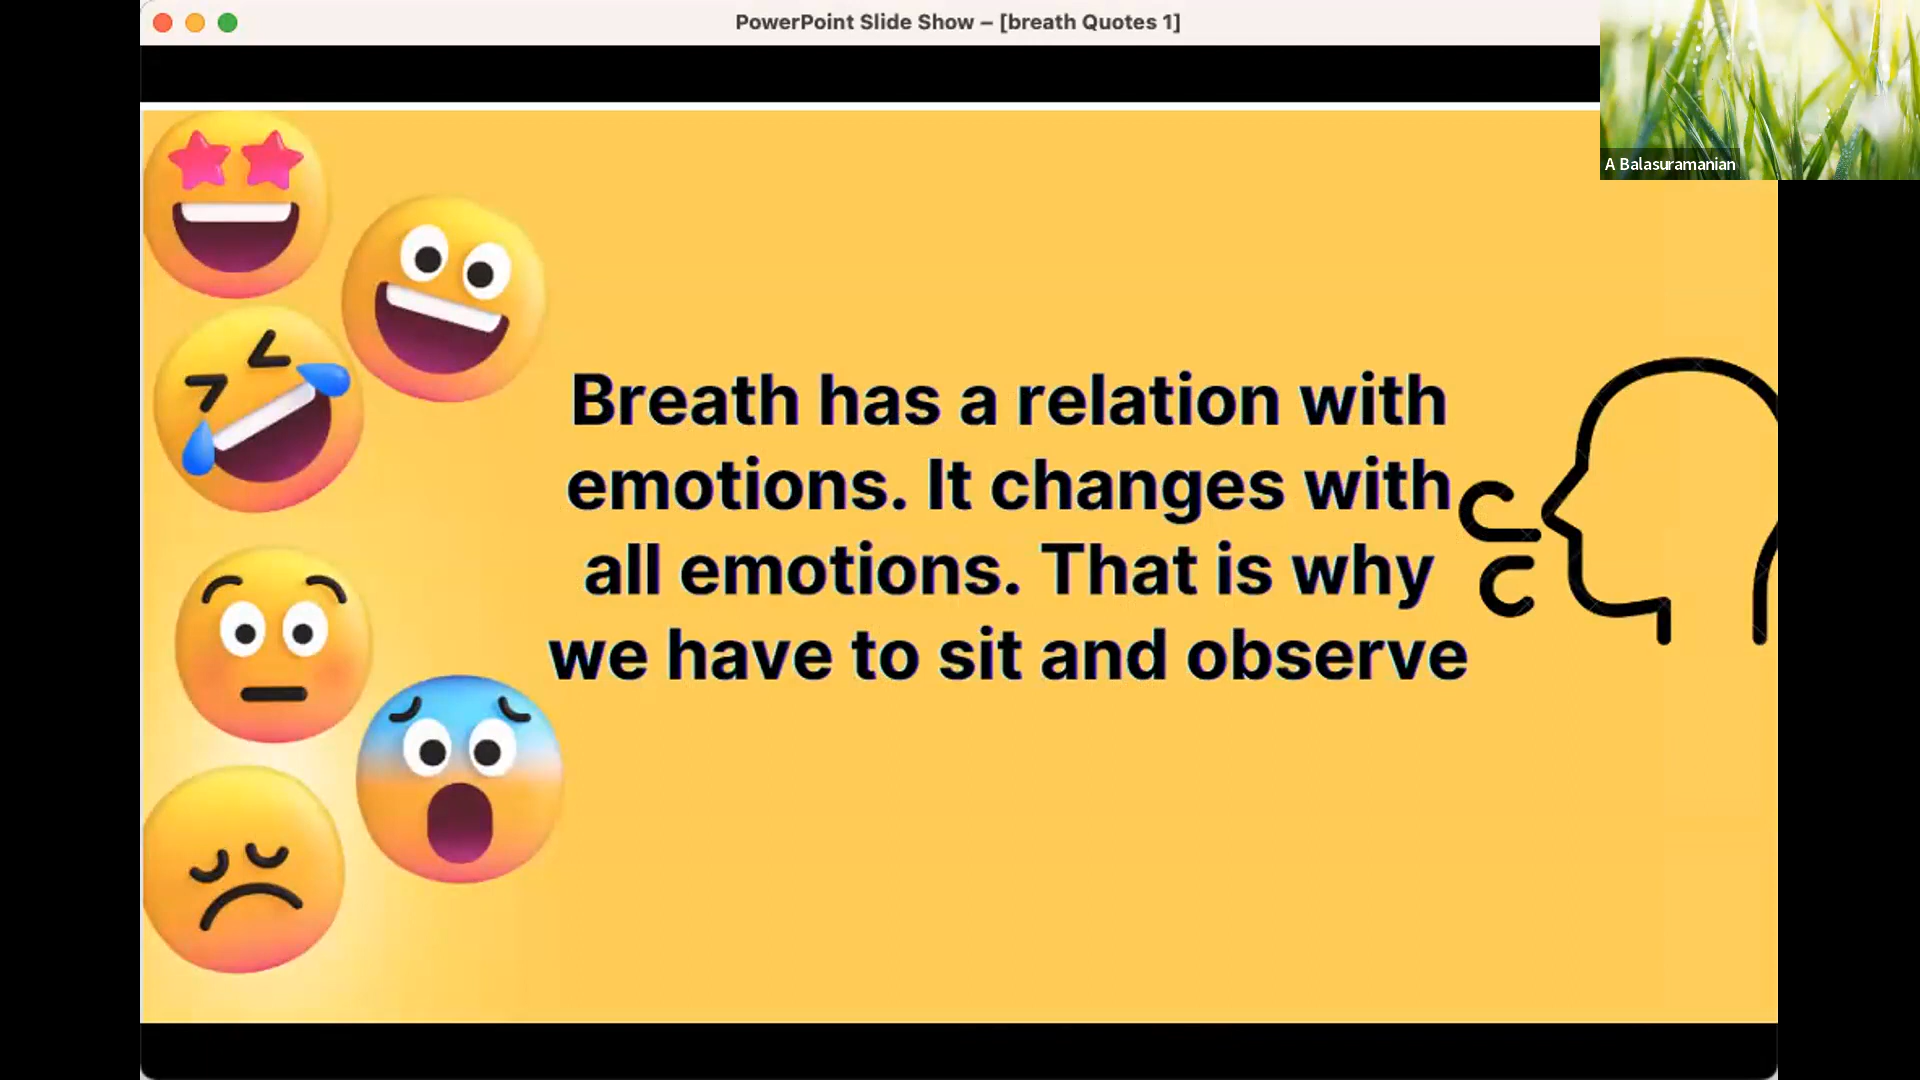 PowerPoint Slide Show – [breath Quotes 1]
A Balasuramanian
Breath has a relation with
emotions. It changes with
all emotions. That is why
we have to sit and observe